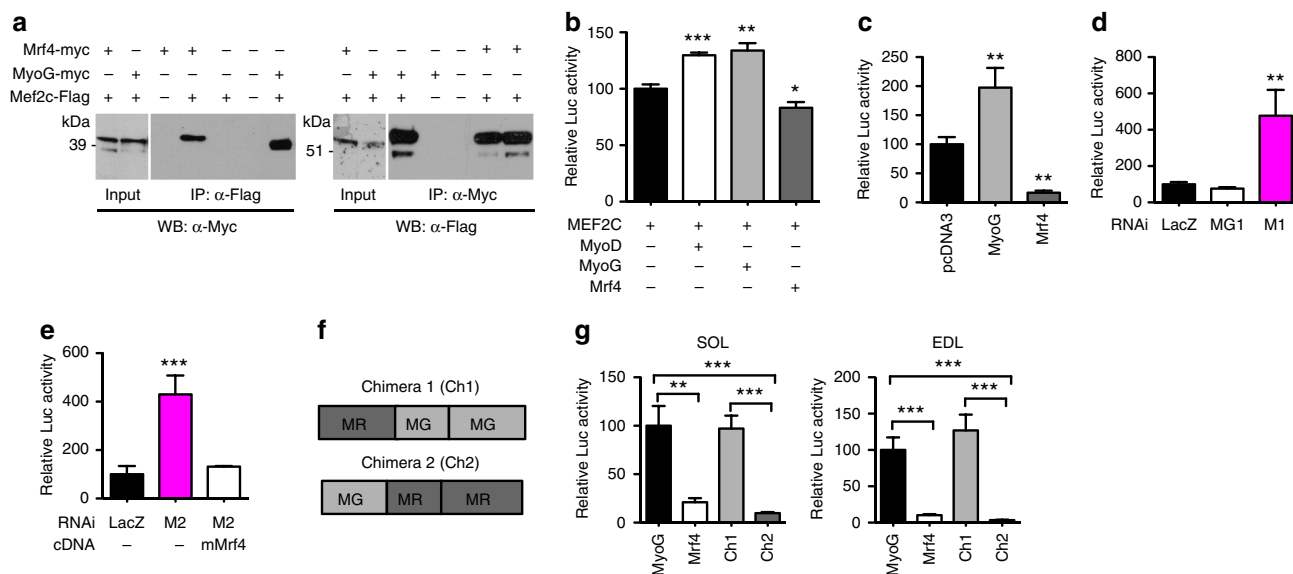 a
Mrf4-myc + – + + – – – – – – – – + +
MyoG-myc – + – – – – + – + + + – – –
Mef2c-Flag + + – + + – + + + + – – + +
kDa
39 -
kDa
51 -
Input IP: α-Flag
WB: α-Myc
Input IP: α-Myc
WB: α-Flag
b
Relative Luc activity
150
100
50
0
***
**
*
MEF2C + + + +
MyoD – + – –
MyoG – – + –
Mrf4 – – – +
c
Relative Luc activity
250
200
150
100
50
0
**
**
pcDNA3
MyoG
Mrf4
d
Relative Luc activity
800
600
400
200
0
**
RNAi LacZ MG1 M1
e
Relative Luc activity
600
400
200
0
***
RNAi LacZ M2 M2
cDNA – – mMrf4
f
Chimera 1 (Ch1)
MR MG MG
Chimera 2 (Ch2)
MG MR MR
g
SOL
Relative Luc activity
150
100
50
0
***
**
***
MyoG
Mrf4
Ch1
Ch2
EDL
Relative Luc activity
200
150
100
50
0
***
***
***
MyoG
Mrf4
Ch1
Ch2